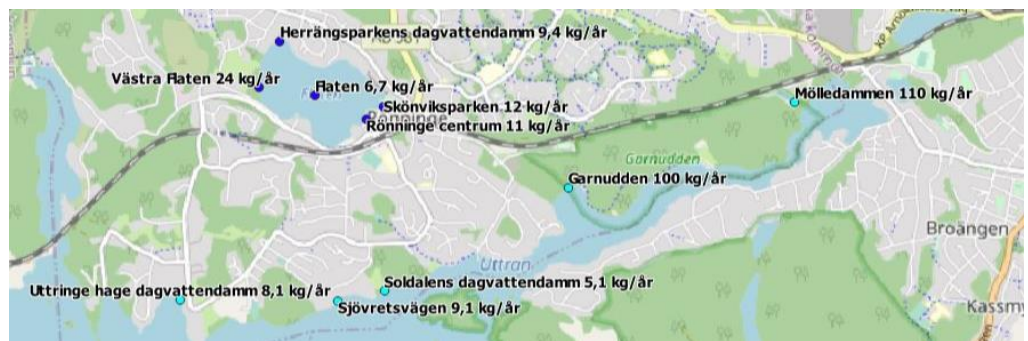 Herrängsparkens dagvattendamm 9,4 kg/år
Västra Flaten 24 kg/år
Flaten 6,7 kg/år
Skönviksparken 12 kg/år
Rönninge
Rönninge centrum 11 kg/år
Mölledammen 110 kg/år
Garnudden
Garnudden 100 kg/år
Broängen
Uttran
Soldalens dagvattendamm 5,1 kg/år
Uttringe hage dagvattendamm 8,1 kg/år
Sjövretsvägen 9,1 kg/år